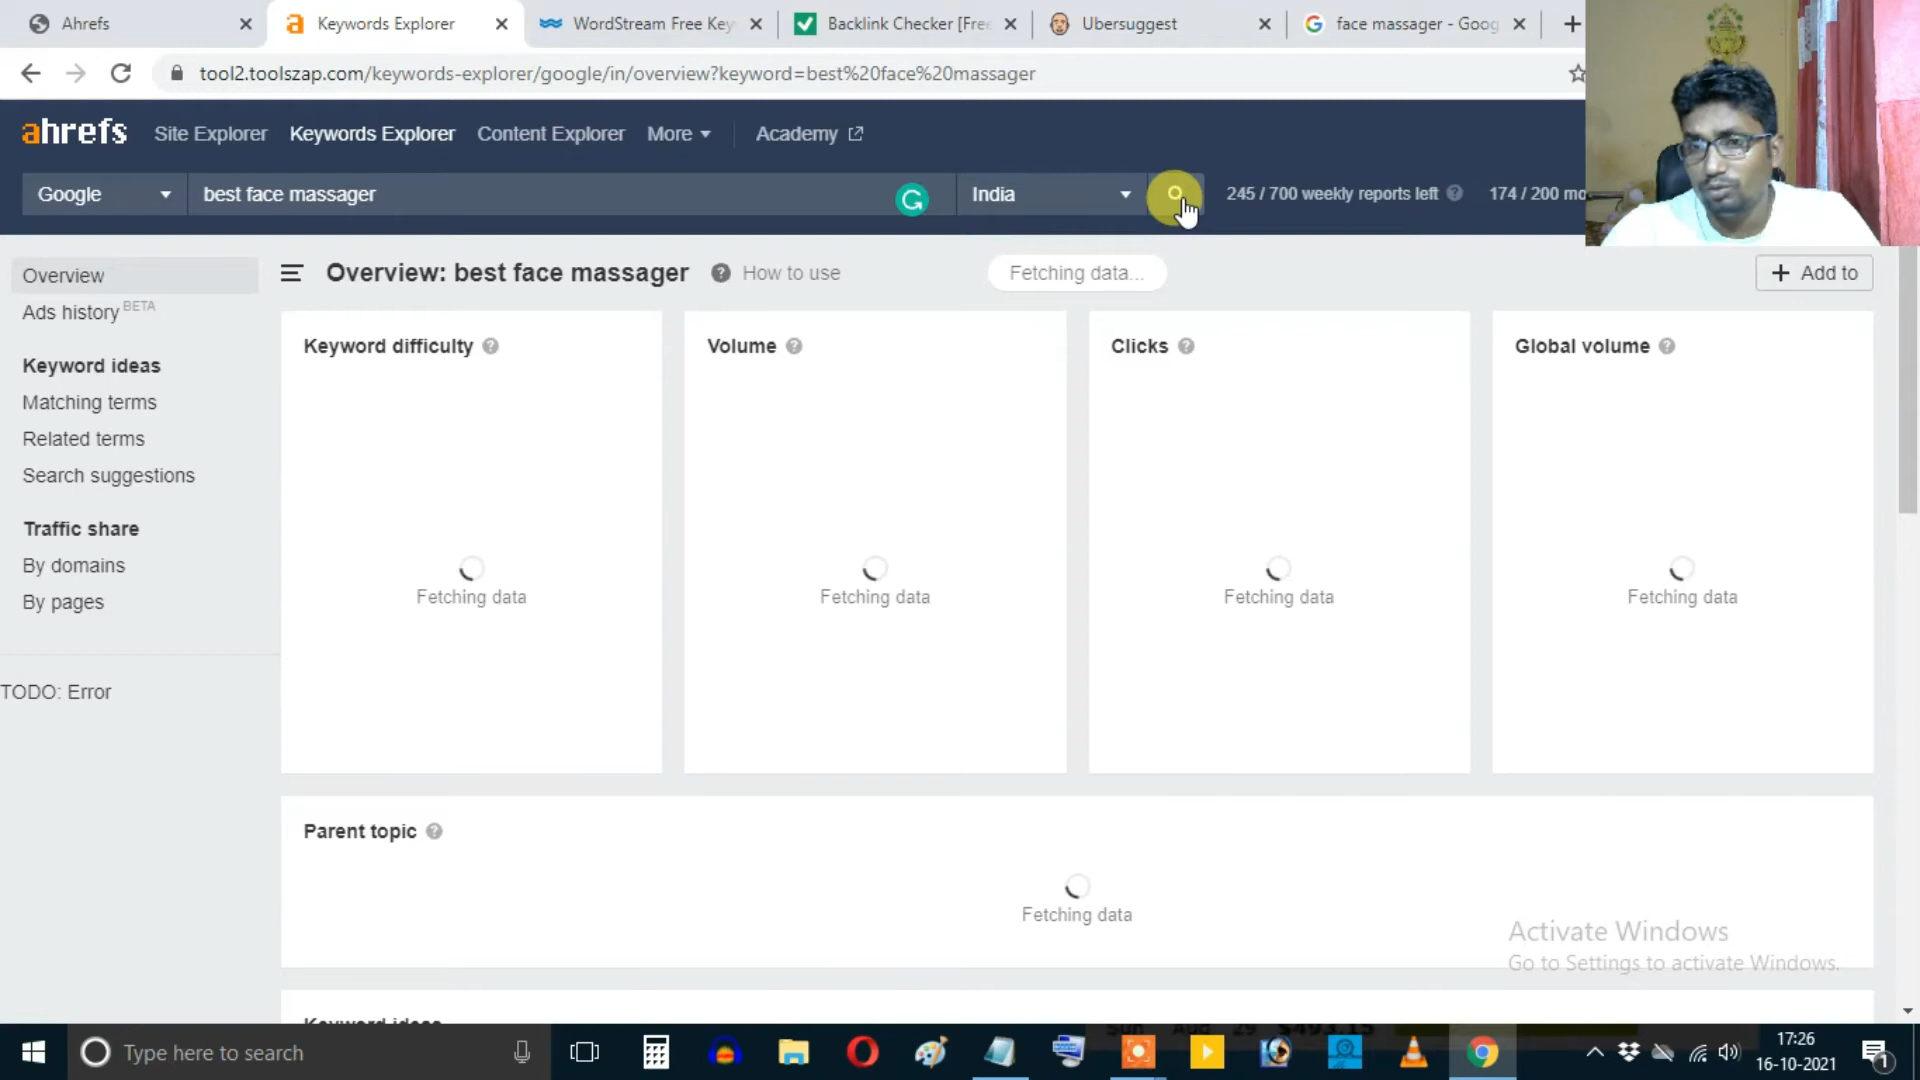 Ahrefs
Keywords Explorer
WordStream Free Key
Backlink Checker [Free
Ubersuggest
face massager - Goog
tool2.toolszap.com/keywords-explorer/google/in/overview?keyword=best%20face%20massager
ahrefs Site Explorer Keywords Explorer Content Explorer More Academy
Google best face massager India 245 / 700 weekly reports left 174 / 200 mo
Overview
Ads history BETA
Keyword ideas
Matching terms
Related terms
Search suggestions
Traffic share
By domains
By pages
TODO: Error
Overview: best face massager How to use Fetching data... + Add to
Keyword difficulty
Fetching data
Volume
Fetching data
Clicks
Fetching data
Global volume
Fetching data
Parent topic
Fetching data
Keyword ideas
Activate Windows
Go to Settings to activate Windows.
Type here to search
17:26
16-10-2021
1